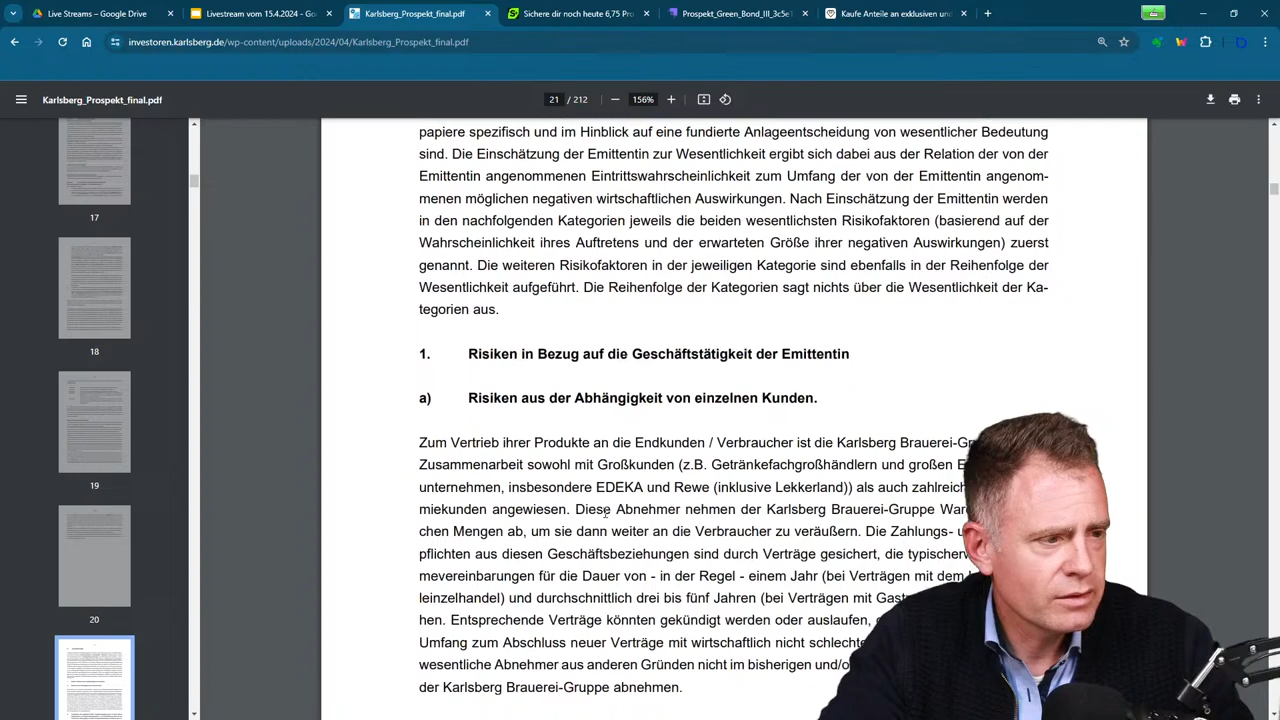 Live Streams – Google Drive
Livestream vom 15.4.2024 - Go
Karlsberg_Prospekt_final.pdf
Sichere dir noch heute 6,75 Pro
Prospekt_Green_Bond_III_3c5e1
Kaufe Anteile an exklusiven und
investoren.karlsberg.de/wp-content/uploads/2024/04/Karlsberg_Prospekt_final.pdf
Karlsberg_Prospekt_final.pdf
21 / 212
156%
17
18
19
20
papiere spezifisch und im Hinblick auf eine fundierte Anlageentscheidung von wesentlicher Bedeutung
sind. Die Einschätzung der Emittentin zur Wesentlichkeit ergibt sich dabei aus der Relation der von der
Emittentin angenommenen Eintrittswahrscheinlichkeit zum Umfang der von der Emittentin angenom-
menen möglichen negativen wirtschaftlichen Auswirkungen. Nach Einschätzung der Emittentin werden
in den nachfolgenden Kategorien jeweils die beiden wesentlichsten Risikofaktoren (basierend auf der
Wahrscheinlichkeit ihres Auftretens und der erwarteten Größe ihrer negativen Auswirkungen) zuerst
genannt. Die weiteren Risikofaktoren in der jeweiligen Kategorie sind ebenfalls in der Reihenfolge der
Wesentlichkeit aufgeführt. Die Reihenfolge der Kategorien sagt nichts über die Wesentlichkeit der Ka-
tegorien aus.
1. Risiken in Bezug auf die Geschäftstätigkeit der Emittentin
a) Risiken aus der Abhängigkeit von einzelnen Kunden.
Zum Vertrieb ihrer Produkte an die Endkunden / Verbraucher ist die Karlsberg Brauerei-Gr
Zusammenarbeit sowohl mit Großkunden (z.B. Getränkefachgroßhändlern und großen E
unternehmen, insbesondere EDEKA und Rewe (inklusive Lekkerland)) als auch zahlreich
miekunden angewiesen. Diese Abnehmer nehmen der Karlsberg Brauerei-Gruppe War
chen Mengen ab, um sie dann weiter an die Verbraucher zu veräußern. Die Zahlungs- u
pflichten aus diesen Geschäftsbeziehungen sind durch Verträge gesichert, die typischerw
mevereinbarungen für die Dauer von - in der Regel - einem Jahr (bei Verträgen mit dem
leinzelhandel) und durchschnittlich drei bis fünf Jahren (bei Verträgen mit Gast
hen. Entsprechende Verträge könnten gekündigt werden oder auslaufen,
Umfang zum Abschluss neuer Verträge mit wirtschaftlich nicht schlecht
wesentliche Abnehmer aus anderen Gründen nicht im bisherigen und/o
der Karlsberg Brauerei-Gruppe abnehmen.